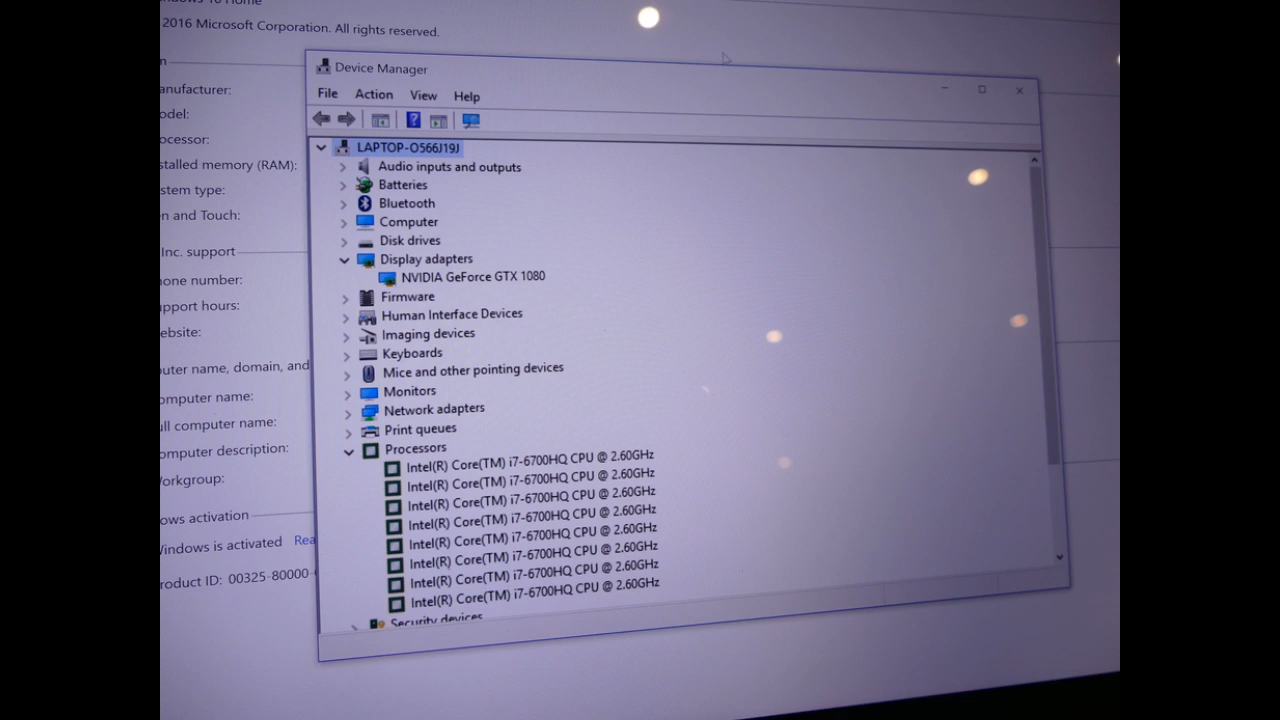 2016 Microsoft Corporation. All rights reserved.
anufacturer:
odel:
ocessor:
stalled memory (RAM):
stem type:
n and Touch:
Inc. support
one number:
pport hours:
ebsite:
uter name, domain, and
omputer name:
ull computer name:
omputer description:
orkgroup:
ows activation
Windows is activated Rea
roduct ID: 00325-80000-
Device Manager
File Action View Help
LAPTOP-O566J19J
Audio inputs and outputs
Batteries
Bluetooth
Computer
Disk drives
Display adapters
NVIDIA GeForce GTX 1080
Firmware
Human Interface Devices
Imaging devices
Keyboards
Mice and other pointing devices
Monitors
Network adapters
Print queues
Processors
Intel(R) Core(TM) i7-6700HQ CPU @ 2.60GHz
Intel(R) Core(TM) i7-6700HQ CPU @ 2.60GHz
Intel(R) Core(TM) i7-6700HQ CPU @ 2.60GHz
Intel(R) Core(TM) i7-6700HQ CPU @ 2.60GHz
Intel(R) Core(TM) i7-6700HQ CPU @ 2.60GHz
Intel(R) Core(TM) i7-6700HQ CPU @ 2.60GHz
Intel(R) Core(TM) i7-6700HQ CPU @ 2.60GHz
Intel(R) Core(TM) i7-6700HQ CPU @ 2.60GHz
Security devices